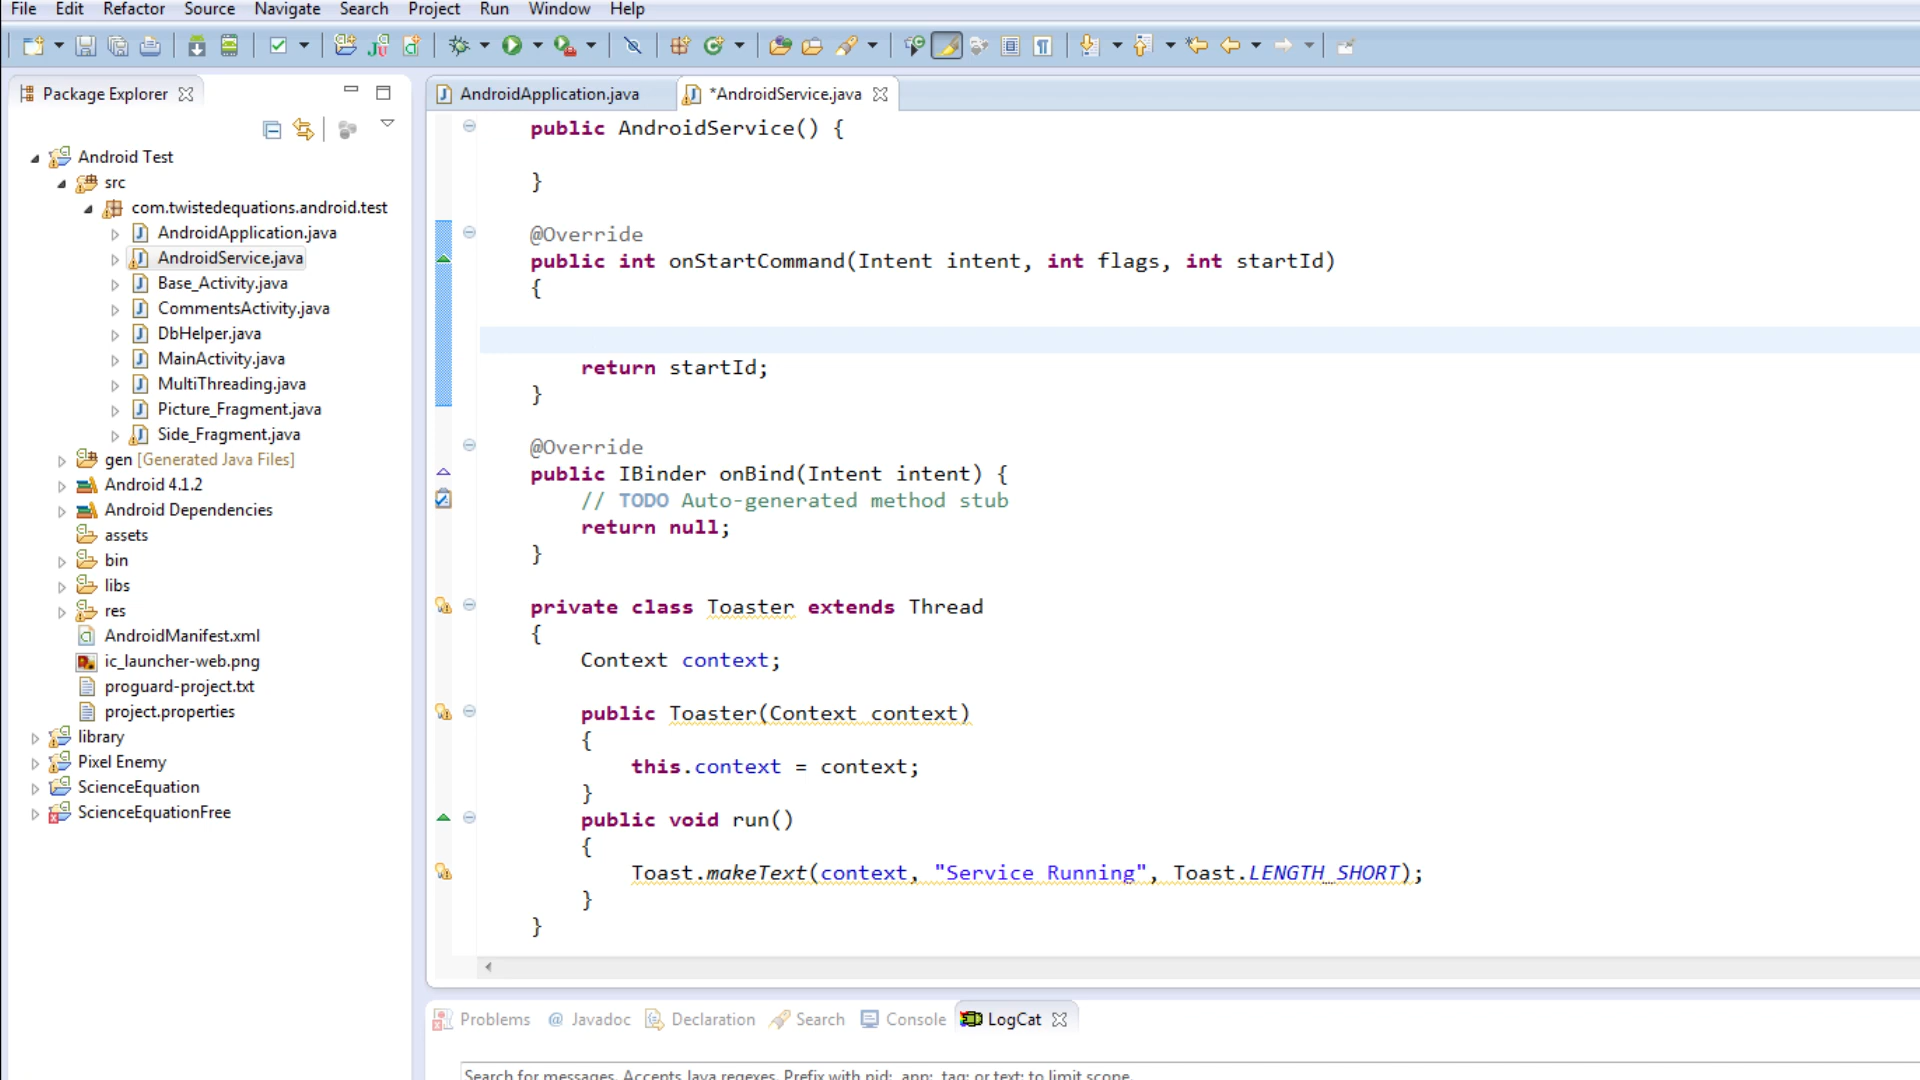 File Edit Refactor Source Navigate Search Project Run Window Help
Package Explorer
AndroidApplication.java
*AndroidService.java
Android Test
src
com.twistedequations.android.test
AndroidApplication.java
AndroidService.java
Base_Activity.java
CommentsActivity.java
DbHelper.java
MainActivity.java
MultiThreading.java
Picture_Fragment.java
Side_Fragment.java
gen [Generated Java Files]
Android 4.1.2
Android Dependencies
assets
bin
libs
res
AndroidManifest.xml
ic_launcher-web.png
proguard-project.txt
project.properties
library
Pixel Enemy
ScienceEquation
ScienceEquationFree
public AndroidService() {
}
@Override
public int onStartCommand(Intent intent, int flags, int startId)
{
return startId;
}
@Override
public IBinder onBind(Intent intent) {
// TODO Auto-generated method stub
return null;
}
private class Toaster extends Thread
{
Context context;
public Toaster(Context context)
{
this.context = context;
}
public void run()
{
Toast.makeText(context, "Service Running", Toast.LENGTH_SHORT);
}
}
Problems @ Javadoc Declaration Search Console LogCat
Search for messages. Accepts Java regexes. Prefix with pid:, app:, tag: or text: to limit scope.